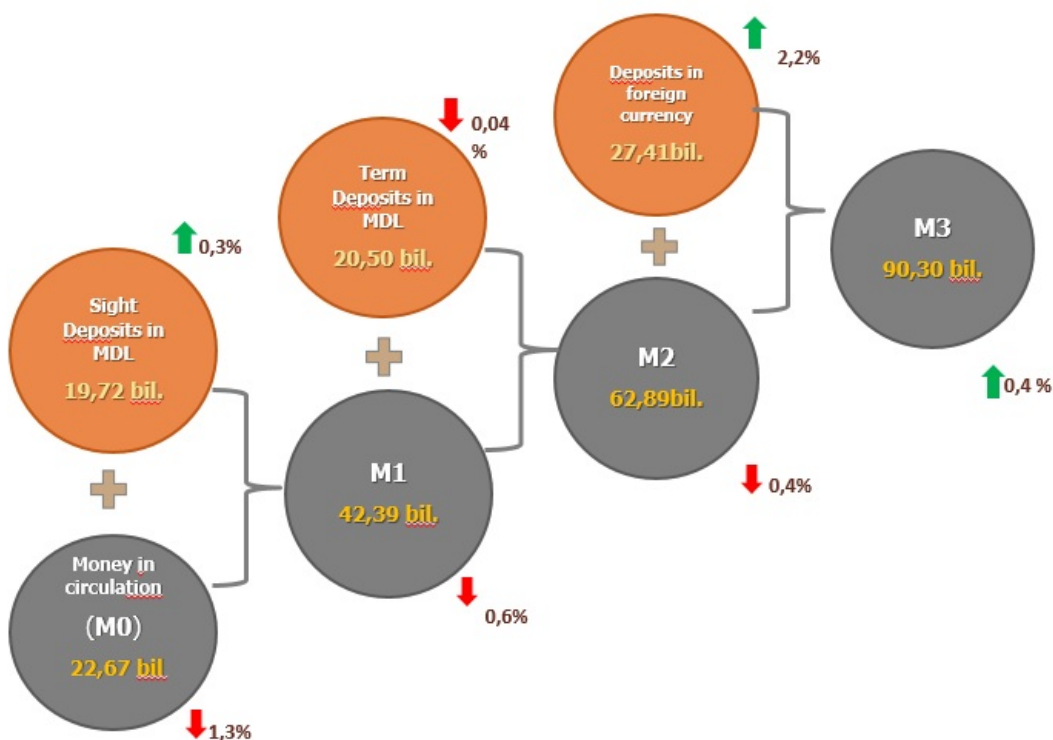 Sight
Deposits in
MDL
19,72 bil.
0,3%
Money in
circulation
(M0)
22,67 bil
1,3%
Term
Deposits in
MDL
20,50 bil.
0,04
%
M1
42,39 bil.
0,6%
Deposits in
foreign
currency
27,41bil.
2,2%
M2
62,89bil.
0,4%
M3
90,30 bil.
0,4 %